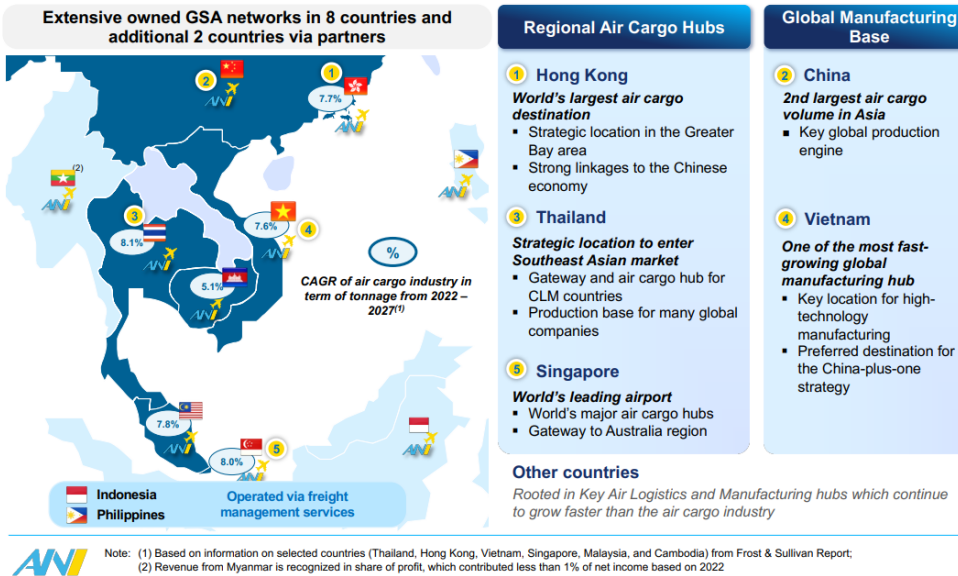 Extensive owned GSA networks in 8 countries and
additional 2 countries via partners
1
2
7.7%
ANI
ANI
(2)
ANI
ANI
3
8.1%
ANI
7.6%
4
ANI
5.1%
ANI
%
CAGR of air cargo industry in
term of tonnage from 2022 –
2027(1)
7.8%
ANI
8.0%
5
ANI
ANI
Indonesia
Philippines
Operated via freight
management services
Regional Air Cargo Hubs
1 Hong Kong
World's largest air cargo
destination
▪ Strategic location in the Greater
Bay area
▪ Strong linkages to the Chinese
economy
3 Thailand
Strategic location to enter
Southeast Asian market
▪ Gateway and air cargo hub for
CLM countries
▪ Production base for many global
companies
5 Singapore
World's leading airport
▪ World's major air cargo hubs
▪ Gateway to Australia region
Global Manufacturing
Base
2 China
2nd largest air cargo
volume in Asia
▪ Key global production
engine
4 Vietnam
One of the most fast-
growing global
manufacturing hub
▪ Key location for high-
technology
manufacturing
▪ Preferred destination for
the China-plus-one
strategy
Other countries
Rooted in Key Air Logistics and Manufacturing hubs which continue
to grow faster than the air cargo industry
ANI
Note: (1) Based on information on selected countries (Thailand, Hong Kong, Vietnam, Singapore, Malaysia, and Cambodia) from Frost & Sullivan Report;
(2) Revenue from Myanmar is recognized in share of profit, which contributed less than 1% of net income based on 2022